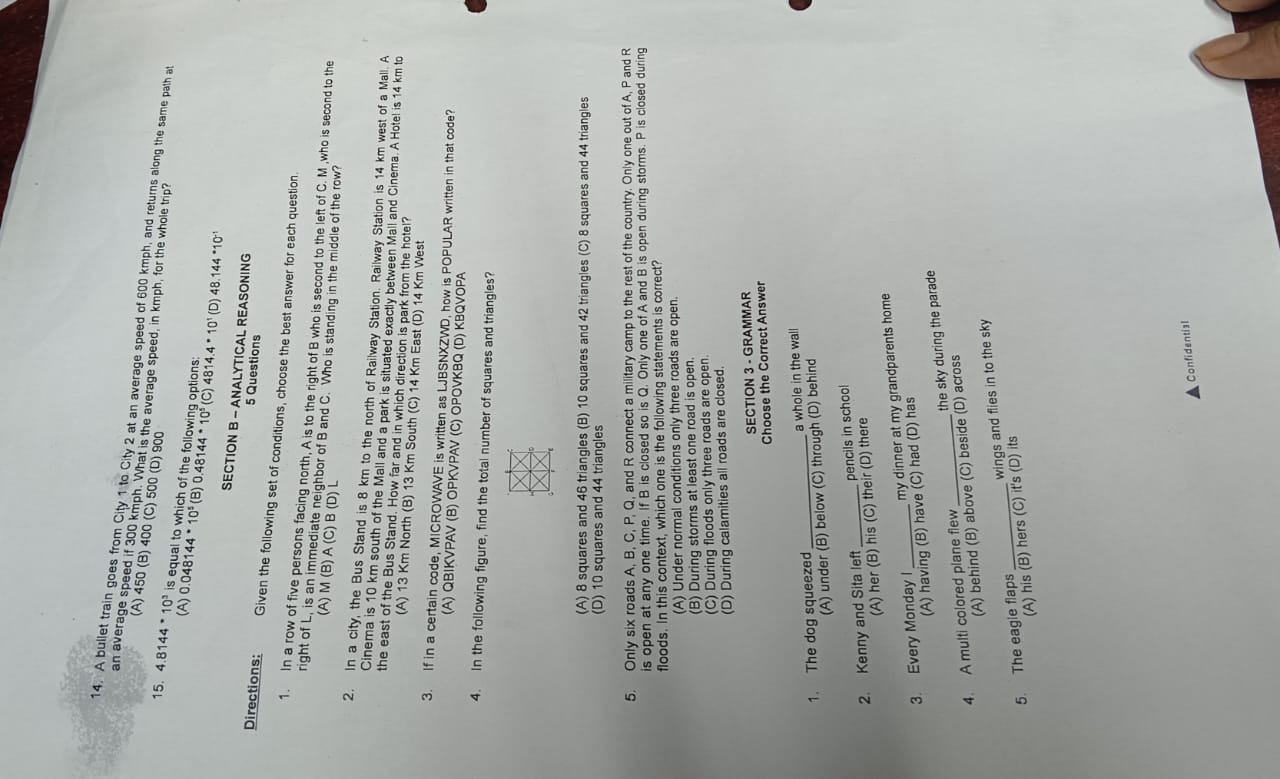 14. A bullet train goes from City 1 to City 2 at an average speed of 600 kmph, and returns along the same path at
an average speed if 300 kmph. What is the average speed, in kmph, for the whole trip?
(A) 450 (B) 400 (C) 500 (D) 900
15. 4.8144 * 10³ is equal to which of the following options:
(A) 0.048144 * 10⁵ (B) 0.48144 * 10⁵ (C) 4814.4 * 10¹ (D) 48.144 *10⁻¹
SECTION B – ANALYTICAL REASONING
5 Questions
Directions: Given the following set of conditions, choose the best answer for each question.
1. In a row of five persons facing north, A is to the right of B who is second to the left of C. M ,who is second to the
right of L, is an immediate neighbor of B and C. Who is standing in the middle of the row?
(A) M (B) A (C) B (D) L
2. In a city, the Bus Stand is 8 km to the north of Railway Station. Railway Station is 14 km west of a Mall. A
Cinema is 10 km south of the Mall and a park is situated exactly between Mall and Cinema. A Hotel is 14 km to
the east of the Bus Stand. How far and in which direction is park from the hotel?
(A) 13 Km North (B) 13 Km South (C) 14 Km East (D) 14 Km West
3. If in a certain code, MICROWAVE is written as LJBSNXZWD, how is POPULAR written in that code?
(A) QBIKVPAV (B) OPKVPAV (C) OPOVKBQ (D) KBQVOPA
4. In the following figure, find the total number of squares and triangles?
(A) 8 squares and 46 triangles (B) 10 squares and 42 triangles (C) 8 squares and 44 triangles
(D) 10 squares and 44 triangles
5. Only six roads A, B, C, P, Q, and R connect a military camp to the rest of the country. Only one out of A, P and R
is open at any one time. If B is closed so is Q. Only one of A and B is open during storms. P is closed during
floods. In this context, which one is the following statements is correct?
(A) Under normal conditions only three roads are open.
(B) During storms at least one road is open.
(C) During floods only three roads are open.
(D) During calamities all roads are closed.
SECTION 3 - GRAMMAR
Choose the Correct Answer
1. The dog squeezed ______________ a whole in the wall
(A) under (B) below (C) through (D) behind
2. Kenny and Sita left ________ pencils in school
(A) her (B) his (C) their (D) there
3. Every Monday I ________ my dinner at my grandparents home
(A) having (B) have (C) had (D) has
4. A multi colored plane flew ___________ the sky during the parade
(A) behind (B) above (C) beside (D) across
5. The eagle flaps ___________ wings and flies in to the sky
(A) his (B) hers (C) it's (D) its
Confidential